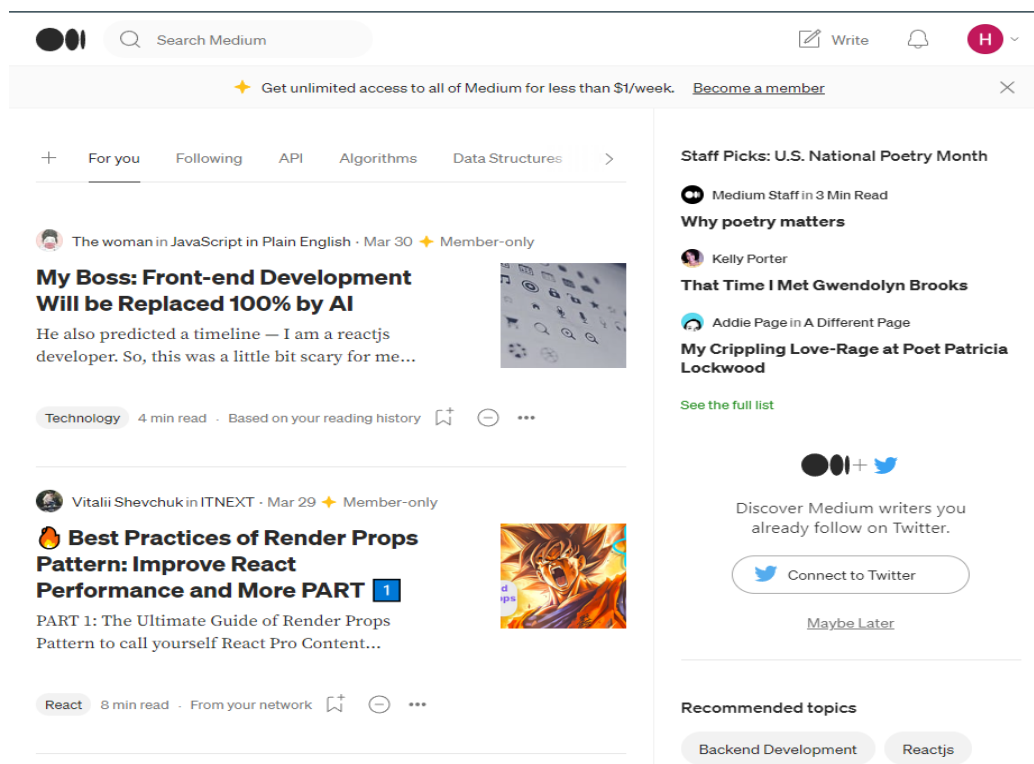 Search Medium
Write
H
Get unlimited access to all of Medium for less than $1/week. Become a member
For you Following API Algorithms Data Structures
The woman in JavaScript in Plain English · Mar 30 Member-only
My Boss: Front-end Development
Will be Replaced 100% by AI
He also predicted a timeline — I am a reactjs
developer. So, this was a little bit scary for me...
Technology 4 min read · Based on your reading history
Vitalii Shevchuk in ITNEXT · Mar 29 Member-only
🔥 Best Practices of Render Props
Pattern: Improve React
Performance and More PART 1
PART 1: The Ultimate Guide of Render Props
Pattern to call yourself React Pro Content...
React 8 min read · From your network
Staff Picks: U.S. National Poetry Month
Medium Staff in 3 Min Read
Why poetry matters
Kelly Porter
That Time I Met Gwendolyn Brooks
Addie Page in A Different Page
My Crippling Love-Rage at Poet Patricia
Lockwood
See the full list
Discover Medium writers you
already follow on Twitter.
Connect to Twitter
Maybe Later
Recommended topics
Backend Development Reactjs